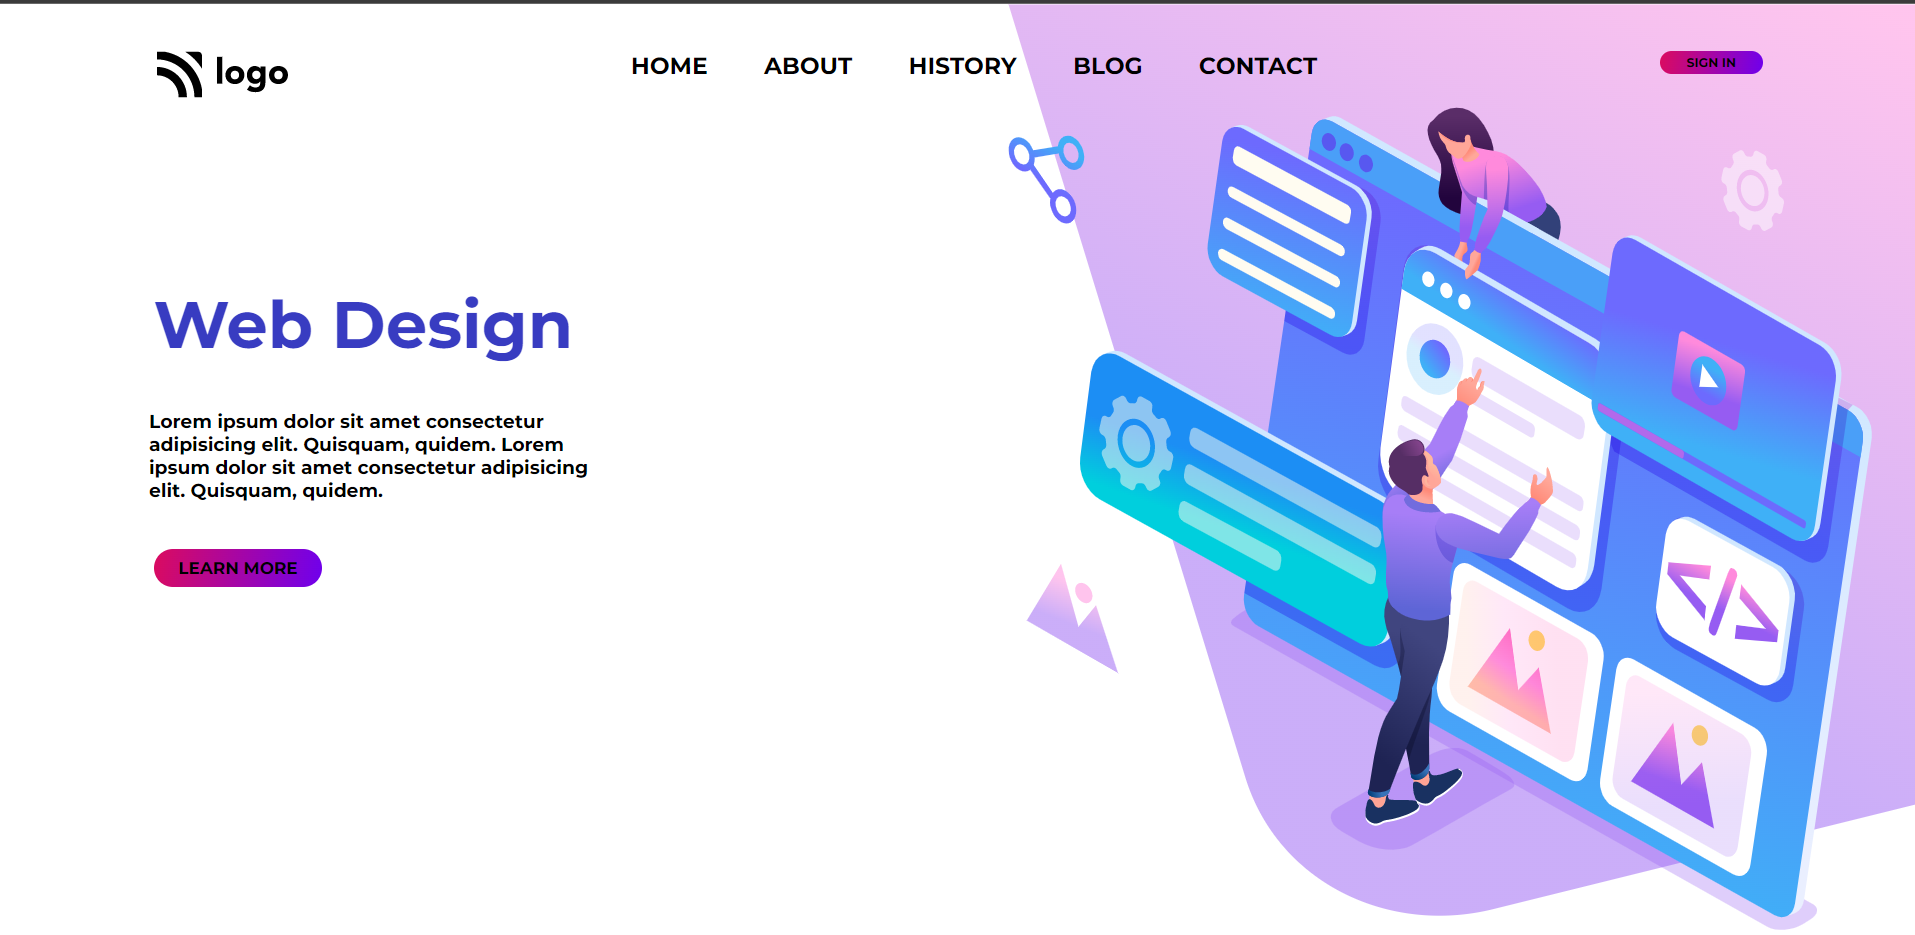 logo
HOME ABOUT HISTORY BLOG CONTACT
SIGN IN
Web Design
Lorem ipsum dolor sit amet consectetur
adipisicing elit. Quisquam, quidem. Lorem
ipsum dolor sit amet consectetur adipisicing
elit. Quisquam, quidem.
LEARN MORE
</>